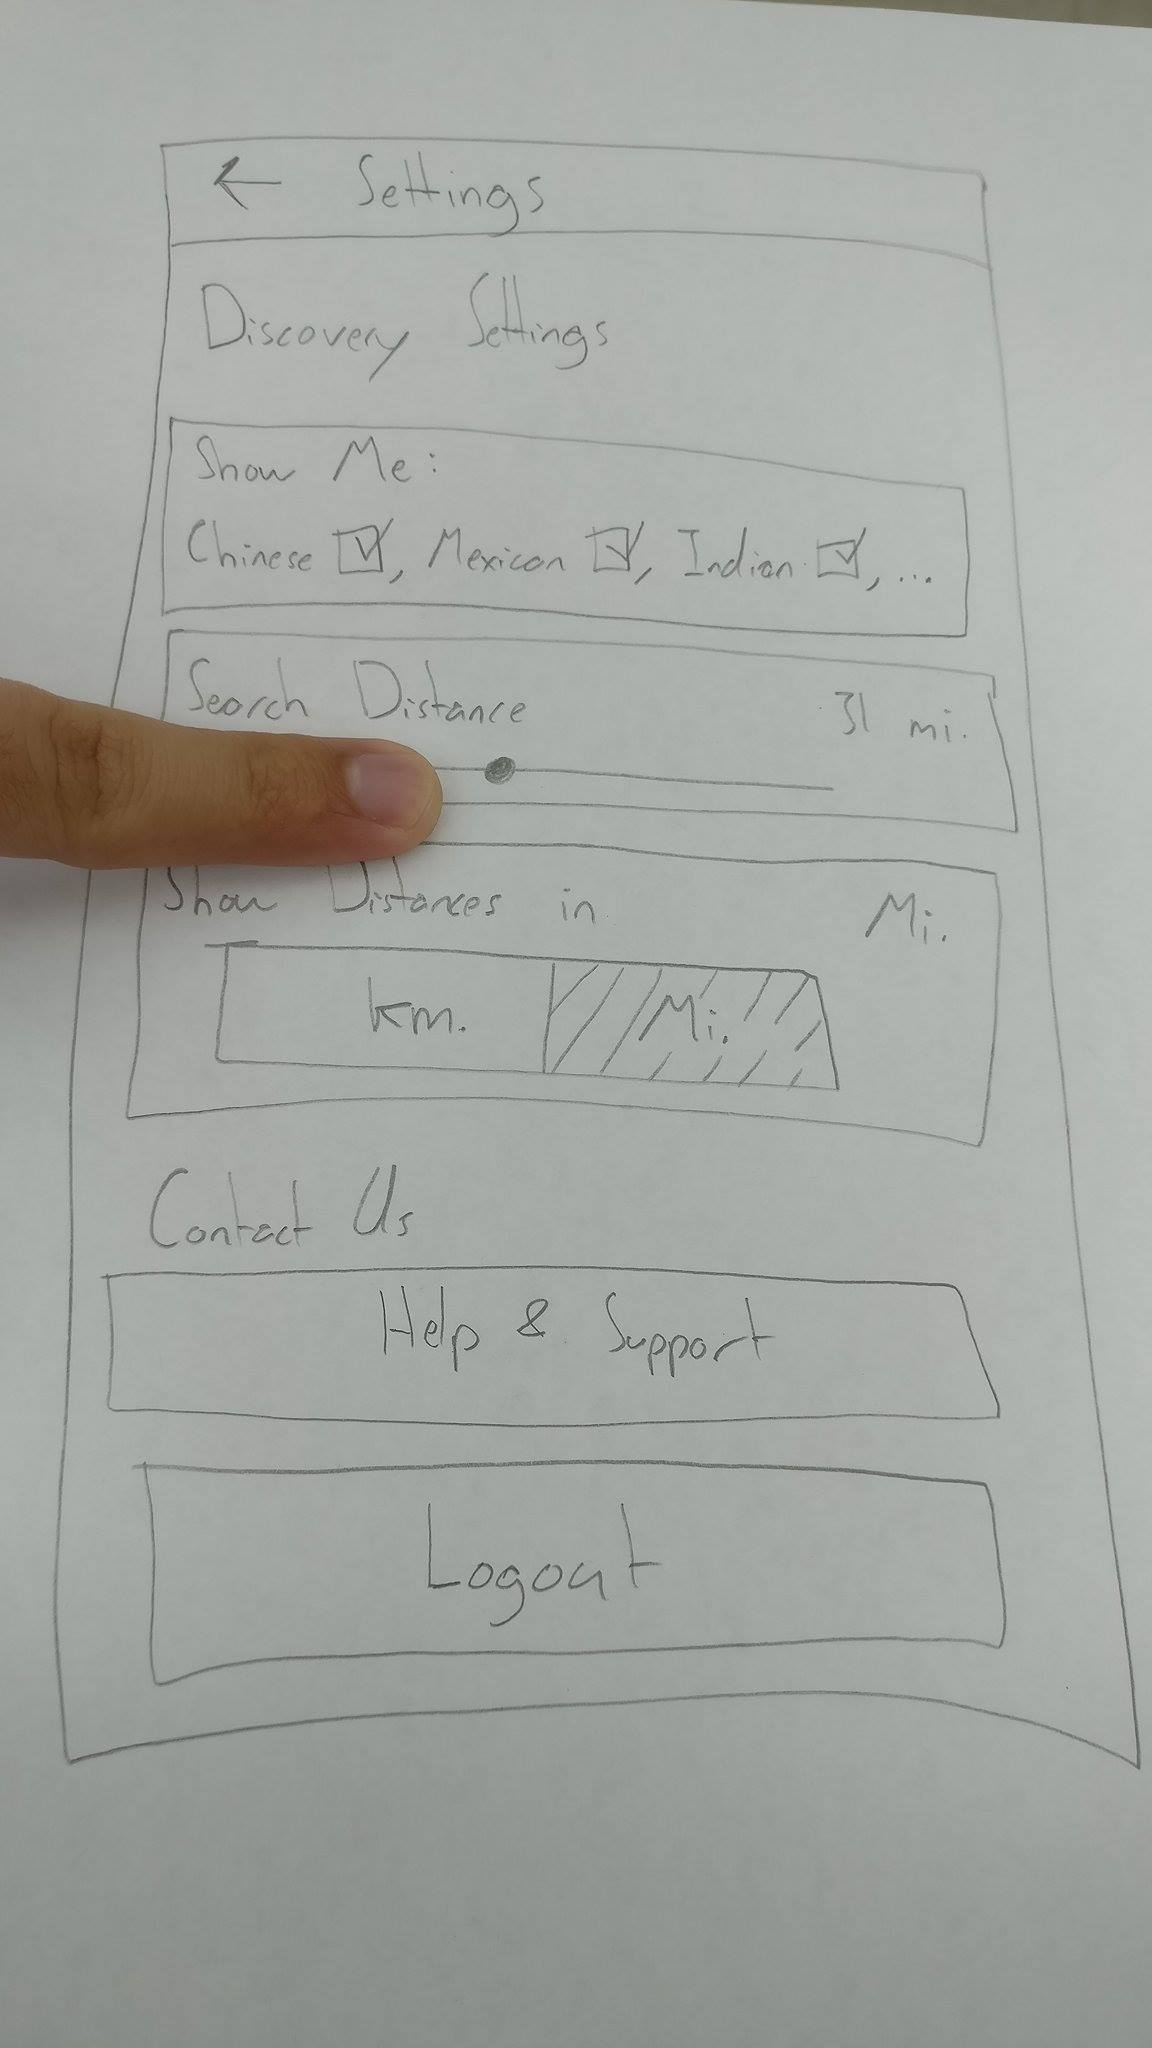 ← Settings
Discovery Settings
Show Me:
Chinese ☑, Mexican ☑, Indian ☑, ...
Search Distance 31 mi.
Show Distances in Mi.
km. Mi.
Contact Us
Help & Support
Logout